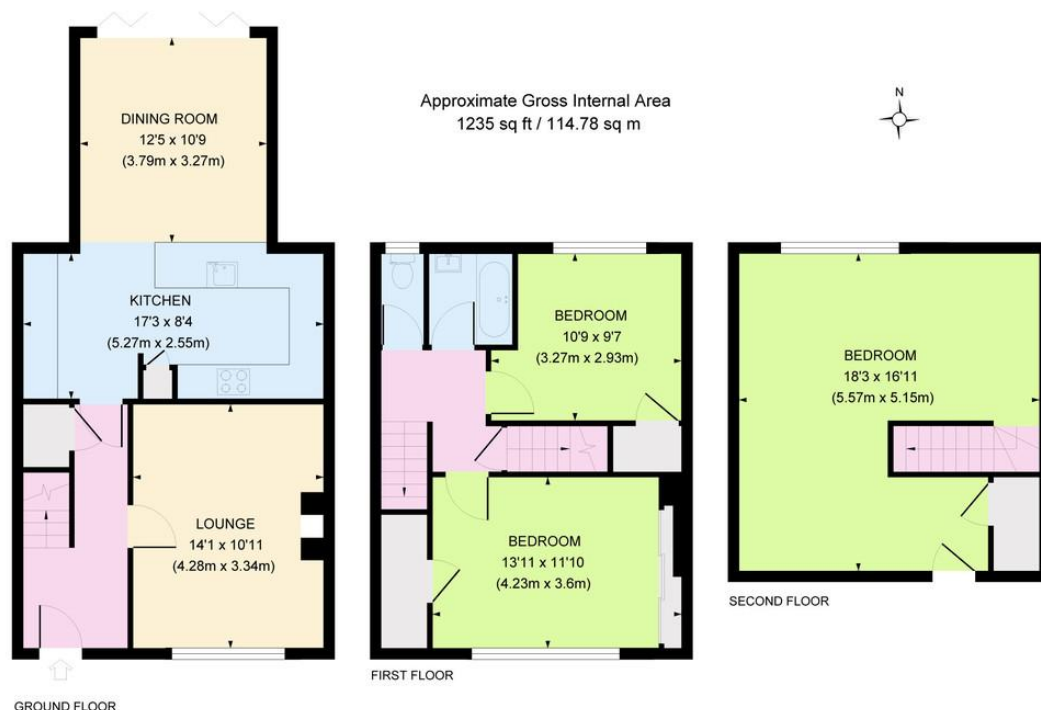 DINING ROOM
12'5 x 10'9
(3.79m x 3.27m)
Approximate Gross Internal Area
1235 sq ft / 114.78 sq m
N
KITCHEN
17'3 x 8'4
(5.27m x 2.55m)
LOUNGE
14'1 x 10'11
(4.28m x 3.34m)
GROUND FLOOR
BEDROOM
10'9 x 9'7
(3.27m x 2.93m)
BEDROOM
13'11 x 11'10
(4.23m x 3.6m)
FIRST FLOOR
BEDROOM
18'3 x 16'11
(5.57m x 5.15m)
SECOND FLOOR